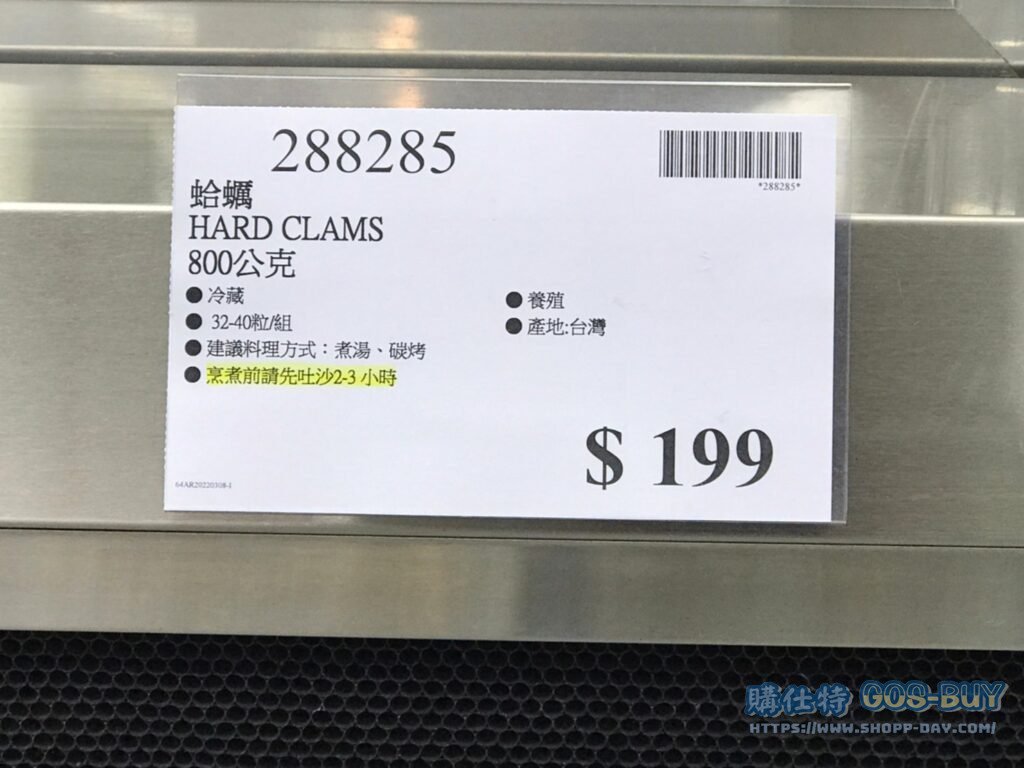 288285
*288285*
蛤蠣
HARD CLAMS
800公克
● 冷藏
● 32-40粒/組
● 建議料理方式：煮湯、碳烤
● 烹煮前請先吐沙2-3 小時
● 養殖
● 產地:台灣
$ 199
64AR20220308-1
購仕特 GOS-BUY
HTTPS://WWW.SHOPP-DAY.COM/